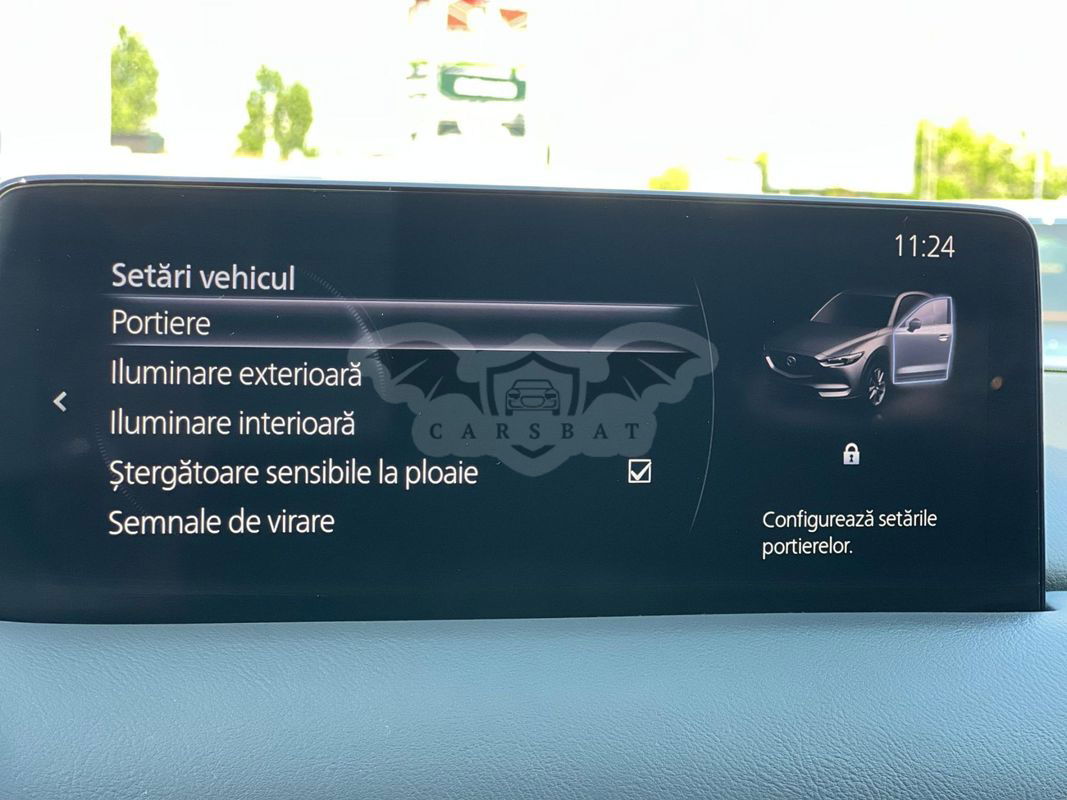 11:24
Setări vehicul
Portiere
Iluminare exterioară
Iluminare interioară
Ștergătoare sensibile la ploaie
Semnale de virare
CARSBAT
Configurează setările
portierelor.